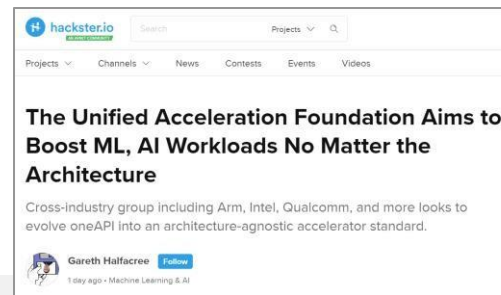 hackster.io
AN AVNET COMMUNITY
Search
Projects
Projects
Channels
News
Contests
Events
Videos
The Unified Acceleration Foundation Aims to
Boost ML, AI Workloads No Matter the
Architecture
Cross-industry group including Arm, Intel, Qualcomm, and more looks to
evolve oneAPI into an architecture-agnostic accelerator standard.
Gareth Halfacree Follow
1 day ago • Machine Learning & AI